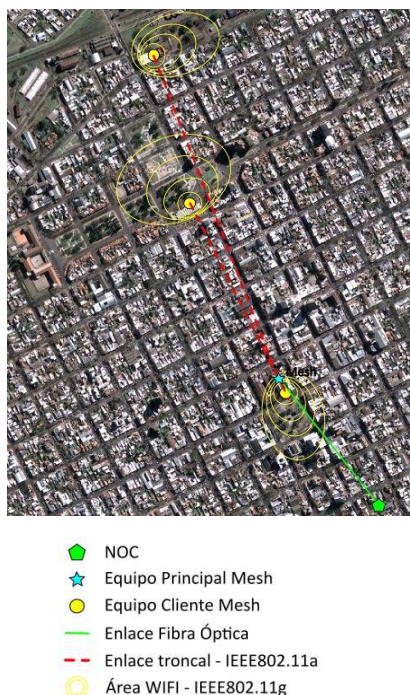 Mesh
NOC
Equipo Principal Mesh
Equipo Cliente Mesh
Enlace Fibra Óptica
Enlace troncal - IEEE802.11a
Área WIFI - IEEE802.11g